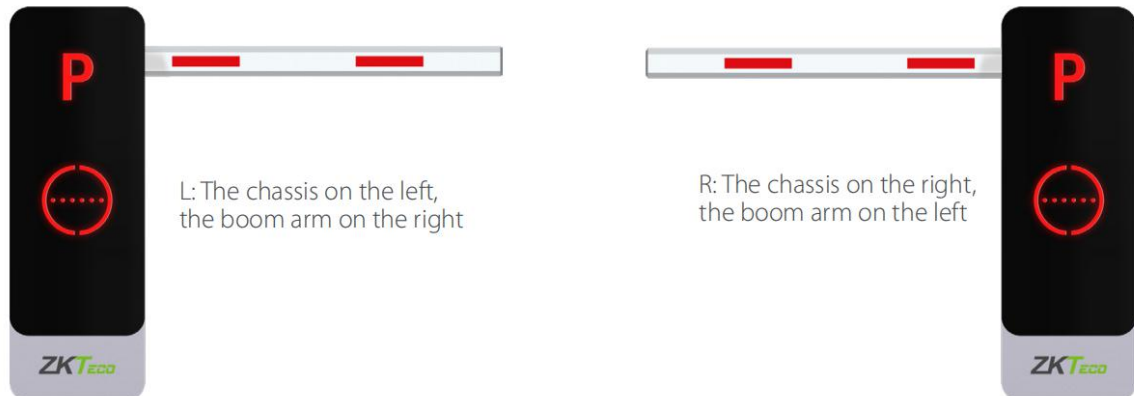 P
L: The chassis on the left,
the boom arm on the right
ZKTECO
P
R: The chassis on the right,
the boom arm on the left
ZKTECO